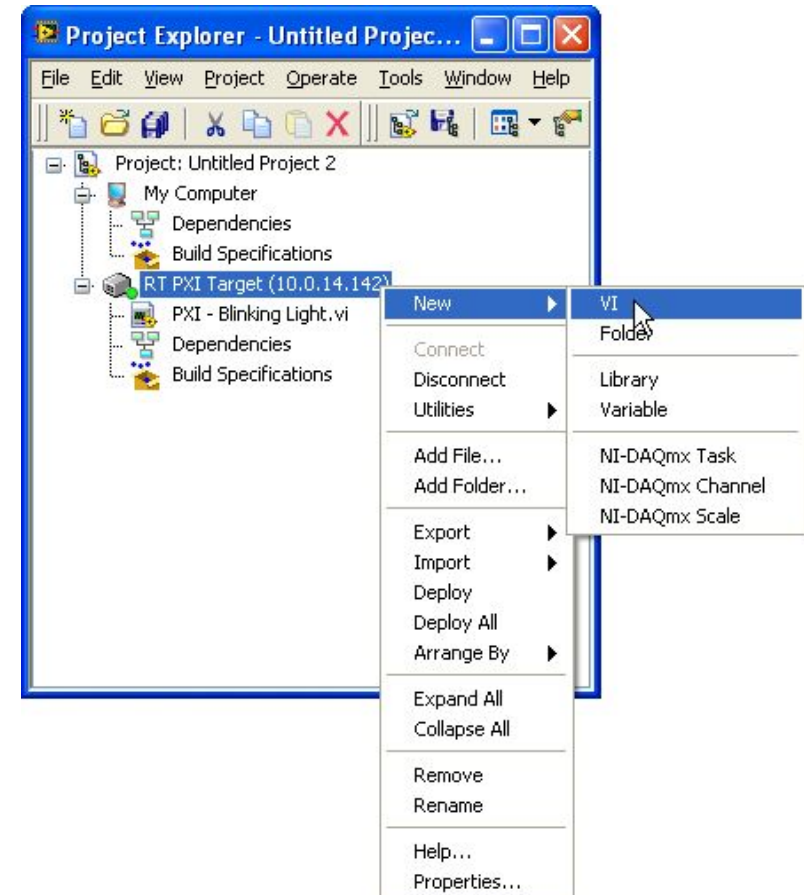 Project Explorer - Untitled Projec...
File Edit View Project Operate Tools Window Help
Project: Untitled Project 2
My Computer
Dependencies
Build Specifications
RT PXI Target (10.0.14.142)
PXI - Blinking Light.vi
Dependencies
Build Specifications
New
Connect
Disconnect
Utilities
Add File...
Add Folder...
Export
Import
Deploy
Deploy All
Arrange By
Expand All
Collapse All
Remove
Rename
Help...
Properties...
VI
Folder
Library
Variable
NI-DAQmx Task
NI-DAQmx Channel
NI-DAQmx Scale